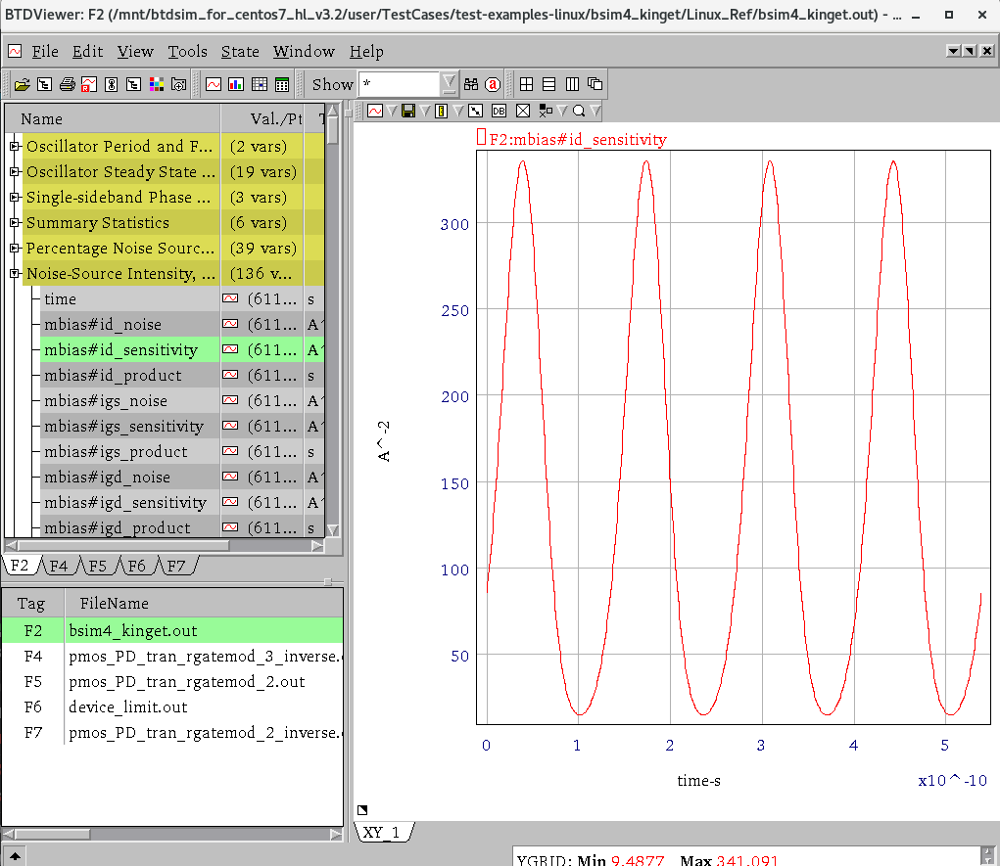 BTDViewer: F2 (/mnt/btdsim_for_centos7_hl_v3.2/user/TestCases/test-examples-linux/bsim4_kinget/Linux_Ref/bsim4_kinget.out) - ...
File Edit View Tools State Window Help
Show *
a
DB
Name Val./Pt T
Oscillator Period and F... (2 vars)
Oscillator Steady State ... (19 vars)
Single-sideband Phase ... (3 vars)
Summary Statistics (6 vars)
Percentage Noise Sourc... (39 vars)
Noise-Source Intensity, ... (136 v...
time (611... s
mbias#id_noise (611... A^
mbias#id_sensitivity (611... A^
mbias#id_product (611... s
mbias#igs_noise (611... A^
mbias#igs_sensitivity (611... A^
mbias#igs_product (611... s
mbias#igd_noise (611... A^
mbias#igd_sensitivity (611... A^
mbias#igd_product (611... s
F2 F4 F5 F6 F7
Tag FileName
F2 bsim4_kinget.out
F4 pmos_PD_tran_rgatemod_3_inverse.
F5 pmos_PD_tran_rgatemod_2.out
F6 device_limit.out
F7 pmos_PD_tran_rgatemod_2_inverse.
F2:mbias#id_sensitivity
300
250
200
150
100
50
A^-2
0 1 2 3 4 5
time-s x10^-10
XY_1
YGRID: Min 9.4877 Max 341.091